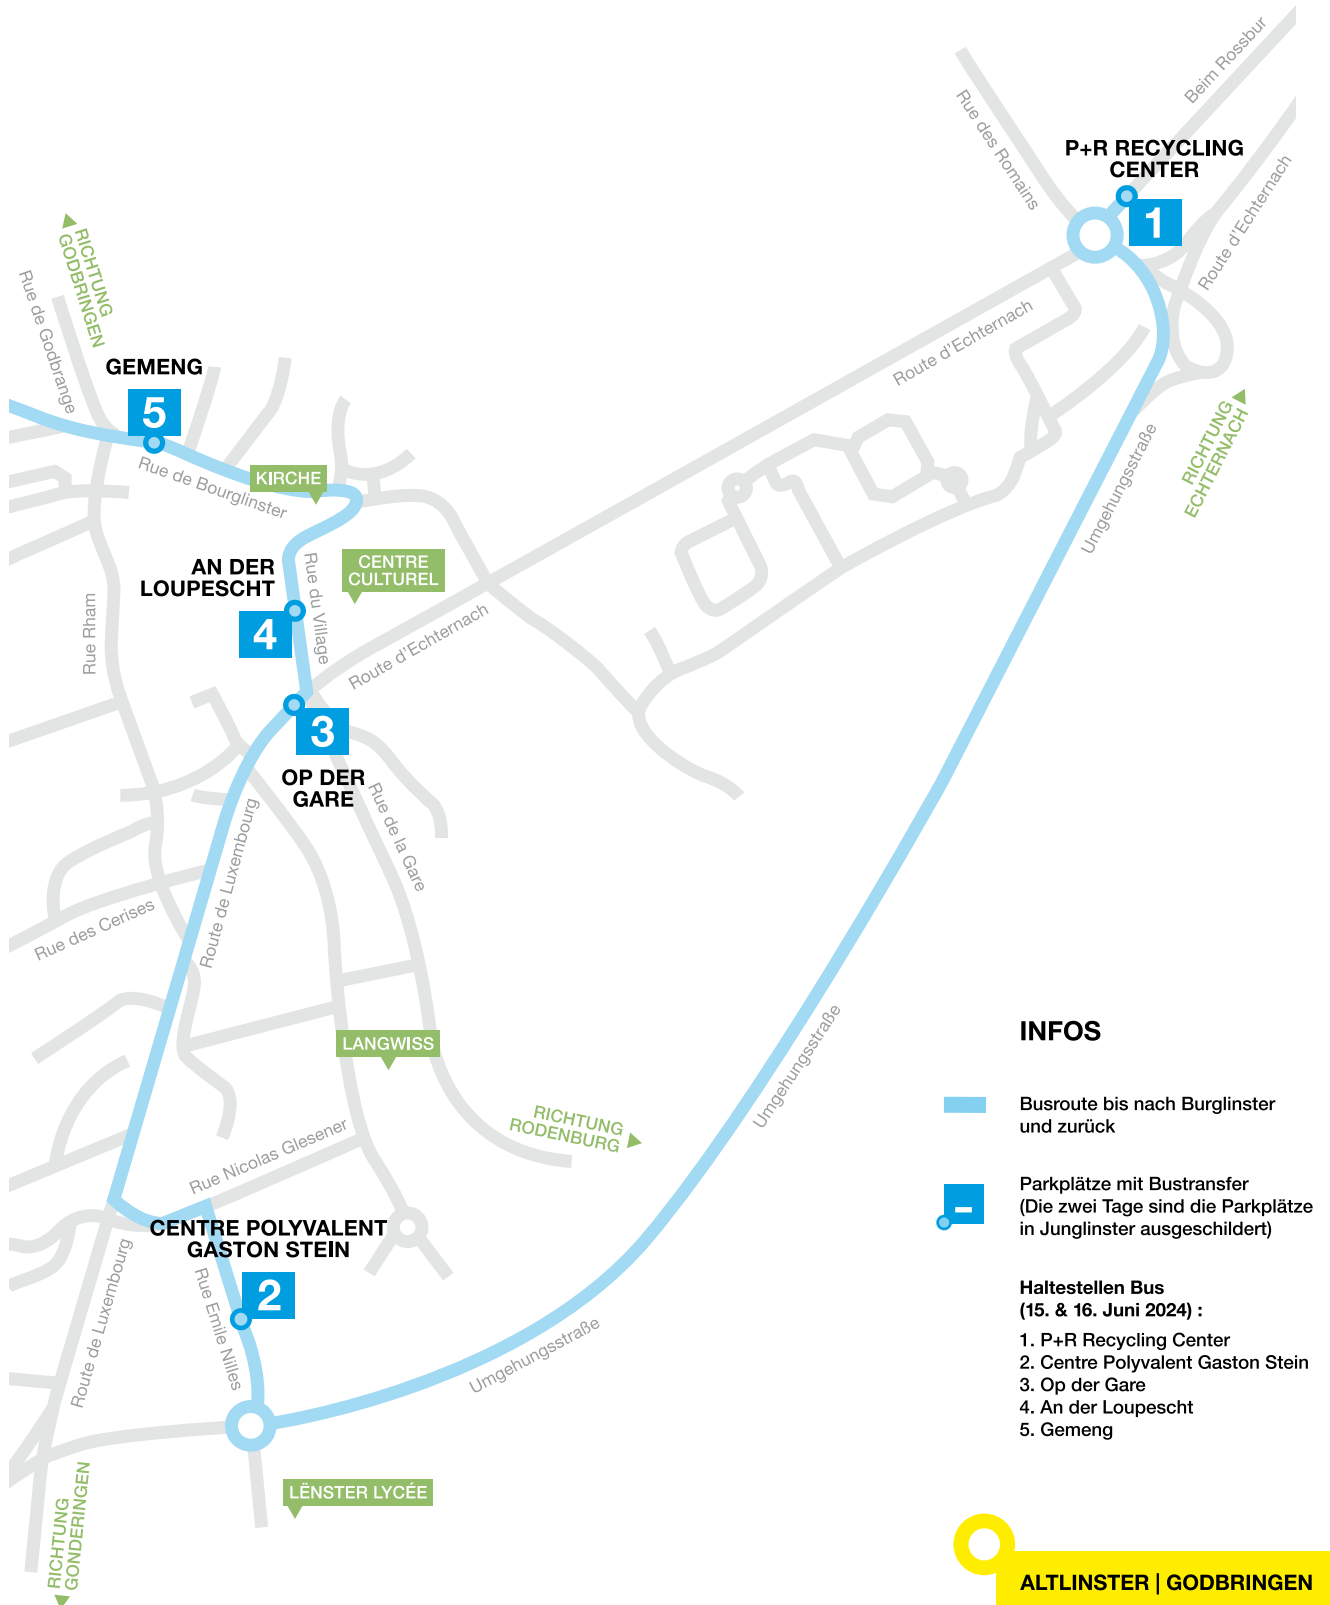 Beim Rossbur
Rue des Romains
P+R RECYCLING
CENTER
1
Route d'Echternach
RICHTUNG
GODBRINGEN
Rue de Godbrange
Route d'Echternach
GEMENG
5
RICHTUNG
ECHTERNACH
Rue de Bourglinster
KIRCHE
Umgehungsstraße
AN DER
LOUPESCHT
4
Rue du Village
CENTRE
CULTUREL
Rue Rham
Route d'Echternach
3
OP DER
GARE
Rue de la Gare
Route de Luxembourg
Rue des Cerises
LANGWISS
Umgehungsstraße
RICHTUNG
RODENBURG
Rue Nicolas Glesener
CENTRE POLYVALENT
GASTON STEIN
2
Rue Emile Nilles
Route de Luxembourg
Umgehungsstraße
LËNSTER LYCÉE
RICHTUNG
GONDERINGEN
INFOS
Busroute bis nach Burglinster
und zurück
-
Parkplätze mit Bustransfer
(Die zwei Tage sind die Parkplätze
in Junglinster ausgeschildert)
Haltestellen Bus
(15. & 16. Juni 2024) :
1. P+R Recycling Center
2. Centre Polyvalent Gaston Stein
3. Op der Gare
4. An der Loupescht
5. Gemeng
ALTLINSTER | GODBRINGEN